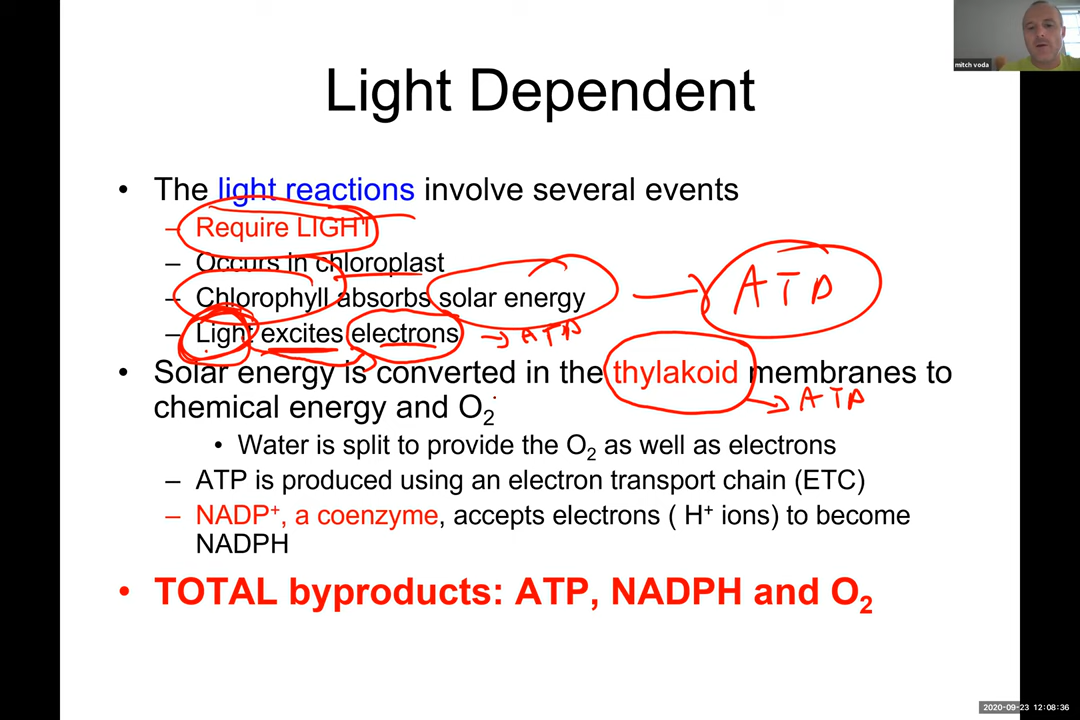 mitch voda
Light Dependent
• The light reactions involve several events
– Require LIGHT
– Occurs in chloroplast
– Chlorophyll absorbs solar energy → ATP
– Light excites electrons → ATP
• Solar energy is converted in the thylakoid membranes to
→ ATP
chemical energy and O₂
• Water is split to provide the O₂ as well as electrons
– ATP is produced using an electron transport chain (ETC)
– NADP⁺, a coenzyme, accepts electrons ( H⁺ ions) to become
NADPH
• TOTAL byproducts: ATP, NADPH and O₂
2020-09-23 12:08:36